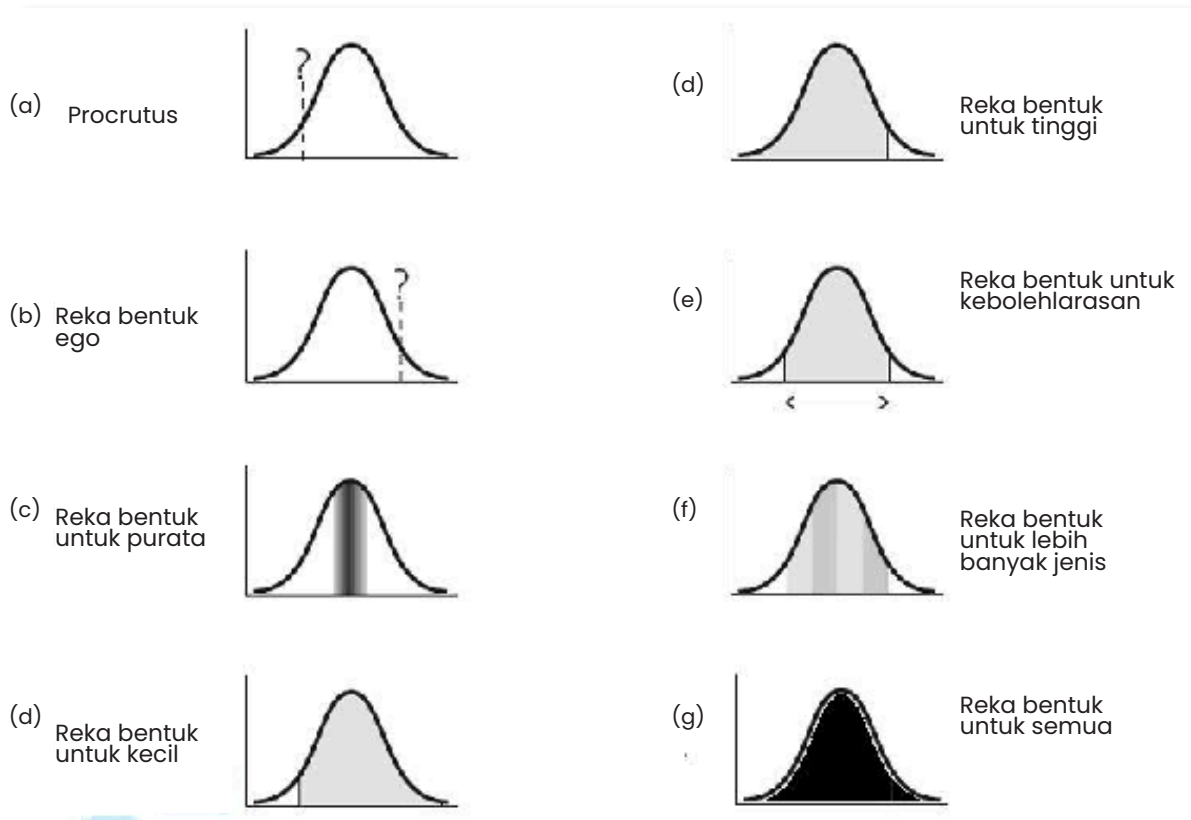 (a) Procrutus
?
(b) Reka bentuk
ego
?
(c) Reka bentuk
untuk purata
(d) Reka bentuk
untuk kecil
(d) Reka bentuk
untuk tinggi
(e) Reka bentuk untuk
kebolehlarasan
< >
(f) Reka bentuk
untuk lebih
banyak jenis
(g) Reka bentuk
untuk semua